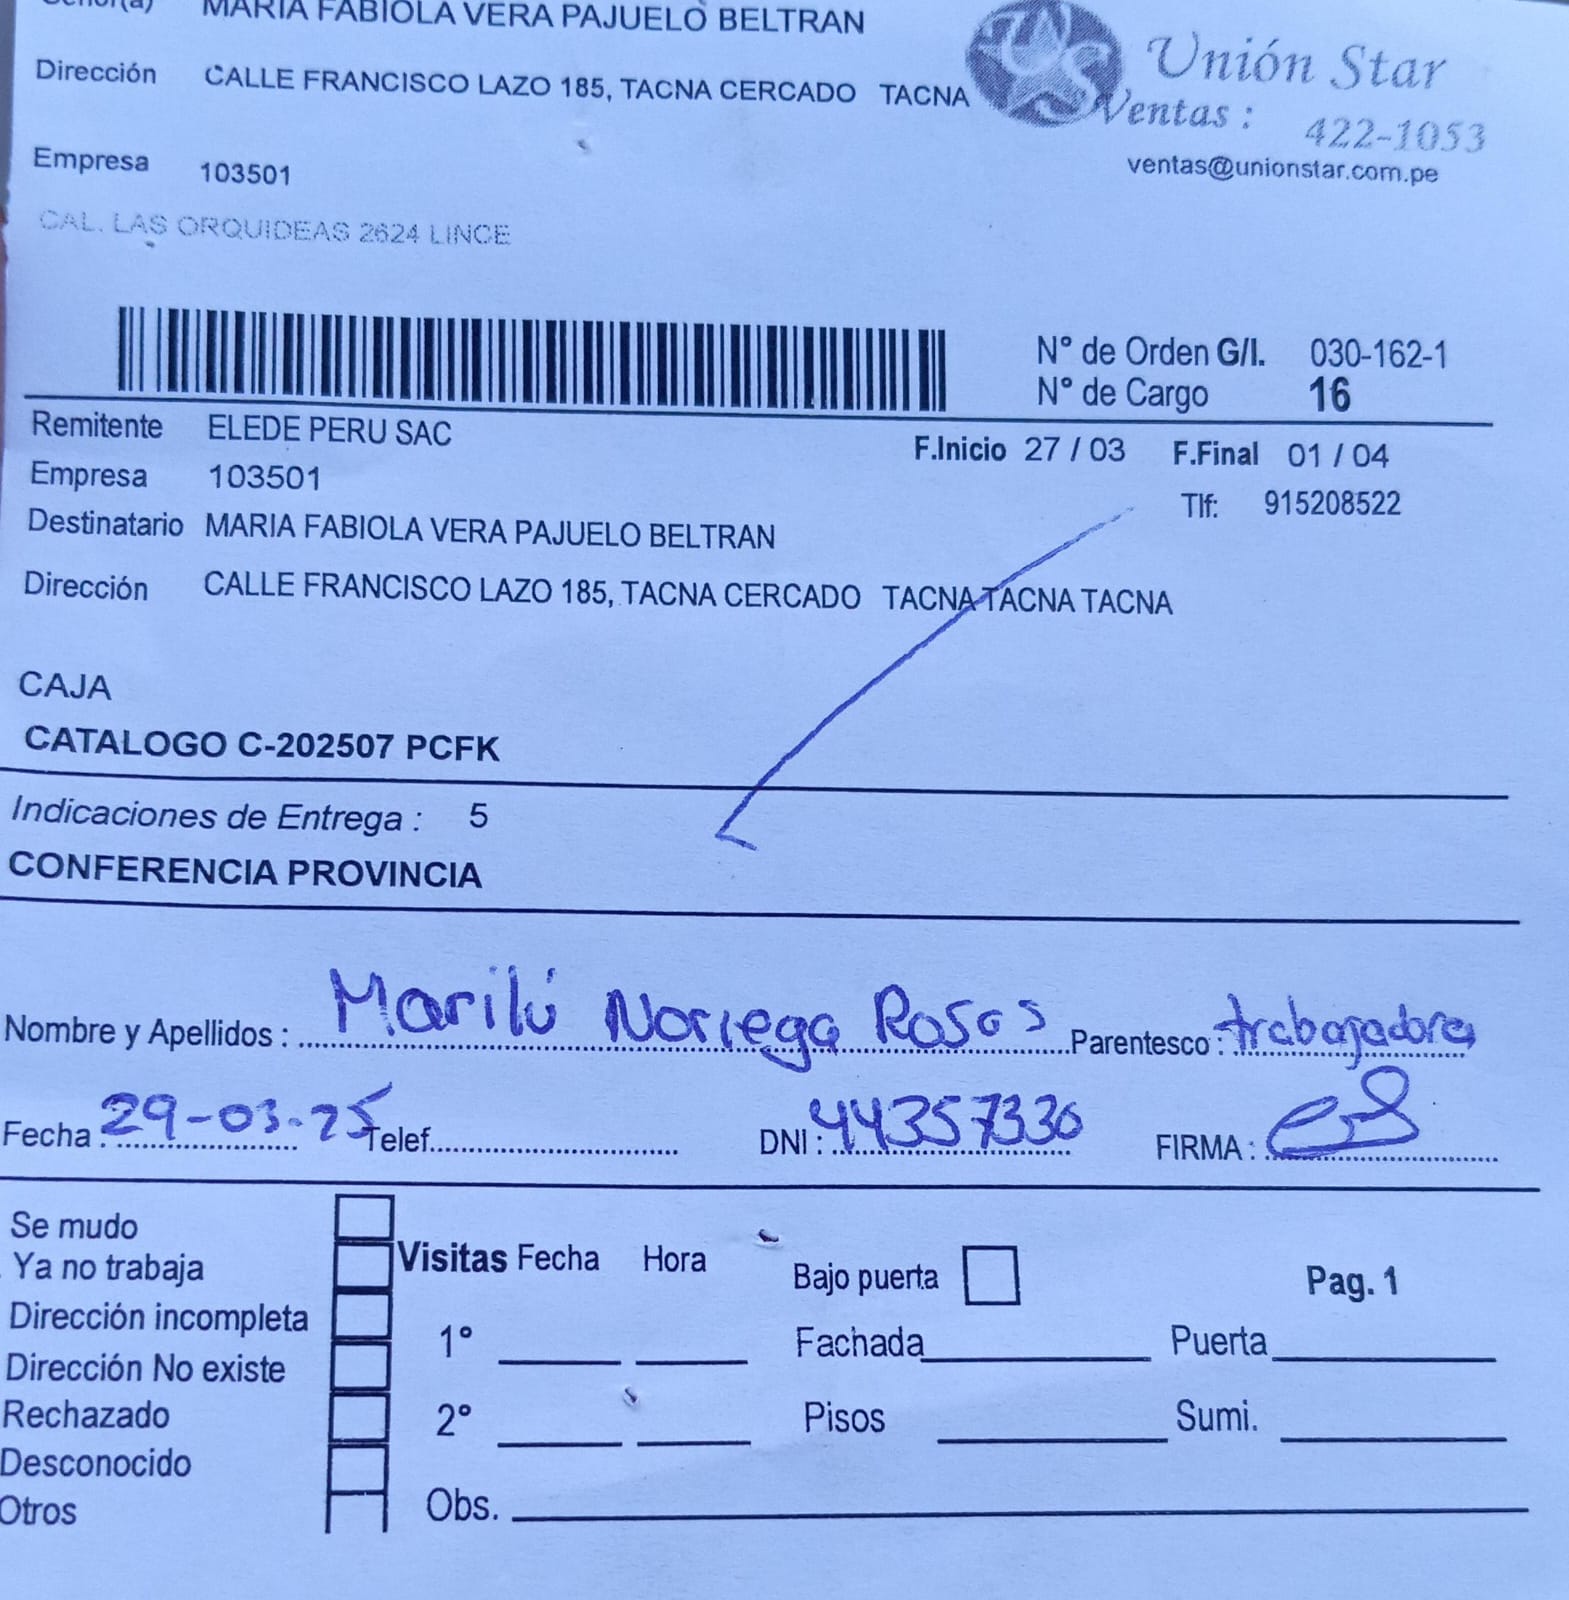 Señor(a) MARIA FABIOLA VERA PAJUELO BELTRAN
Unión Star
Dirección CALLE FRANCISCO LAZO 185, TACNA CERCADO TACNA
Ventas : 422-1053
ventas@unionstar.com.pe
Empresa 103501
CAL. LAS ORQUIDEAS 2624 LINCE
N° de Orden G/I. 030-162-1
N° de Cargo 16
Remitente ELEDE PERU SAC
F.Inicio 27 / 03 F.Final 01 / 04
Empresa 103501
Tlf: 915208522
Destinatario MARIA FABIOLA VERA PAJUELO BELTRAN
Dirección CALLE FRANCISCO LAZO 185, TACNA CERCADO TACNA TACNA TACNA
CAJA
CATALOGO C-202507 PCFK
Indicaciones de Entrega : 5
CONFERENCIA PROVINCIA
Nombre y Apellidos : Marilú Noriega Rosas Parentesco : trabajadora
Fecha : 29-03-25 Telef. DNI : 44357330 FIRMA :
Se mudo
Ya no trabaja
Dirección incompleta
Dirección No existe
Rechazado
Desconocido
Otros
Visitas Fecha Hora
1°
2°
Obs.
Bajo puerta
Pag. 1
Fachada Puerta
Pisos Sumi.